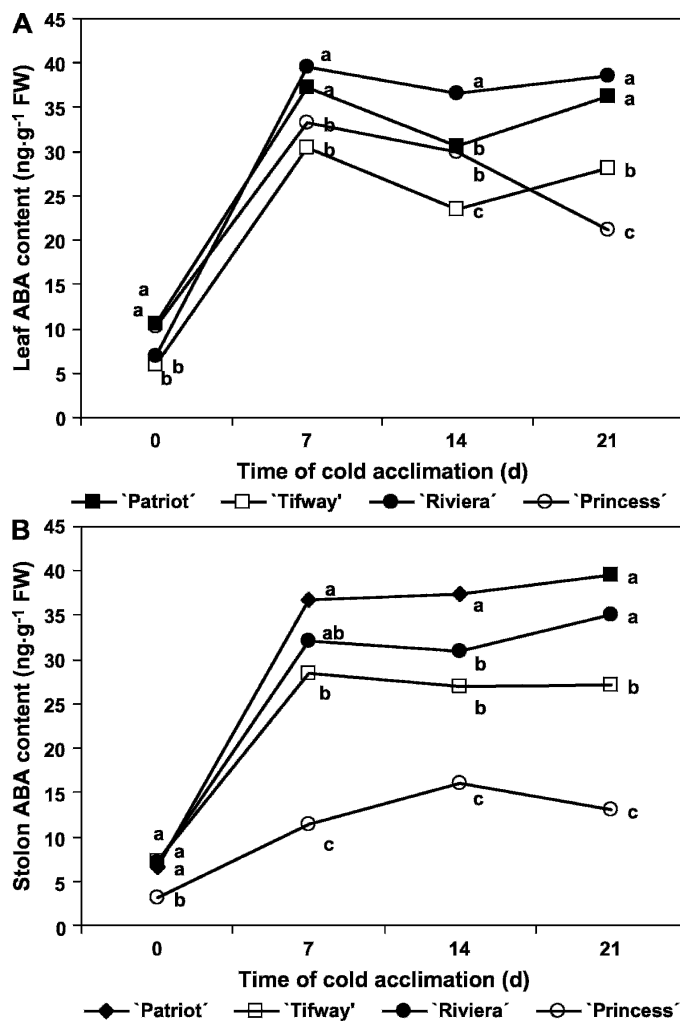 A
Leaf ABA content (ng·g⁻¹ FW)
45
40
35
30
25
20
15
10
5
0
a
a
b
b
a
a
b
b
a
b
b
c
a
a
b
c
0 7 14 21
Time of cold acclimation (d)
`Patriot´ `Tifway' `Riviera´ `Princess´
B
Stolon ABA content (ng·g⁻¹ FW)
45
40
35
30
25
20
15
10
5
0
a
a
a
b
a
ab
b
c
a
b
b
c
a
a
b
c
0 7 14 21
Time of cold acclimation (d)
`Patriot´ `Tifway' `Riviera´ `Princess´